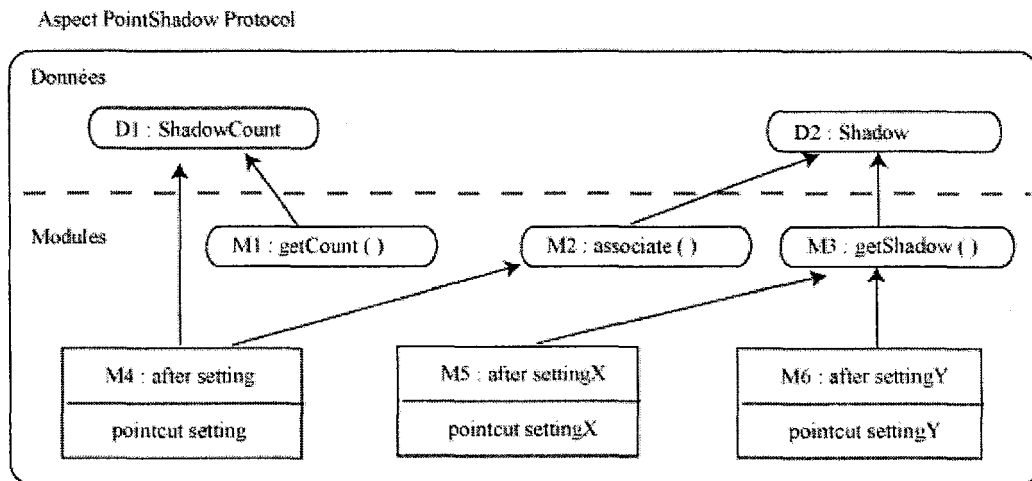 Aspect PointShadow Protocol
Données
D1 : ShadowCount
D2 : Shadow
Modules
M1 : getCount ( )
M2 : associate ( )
M3 : getShadow ( )
M4 : after setting
pointcut setting
M5 : after settingX
pointcut settingX
M6 : after settingY
pointcut settingY